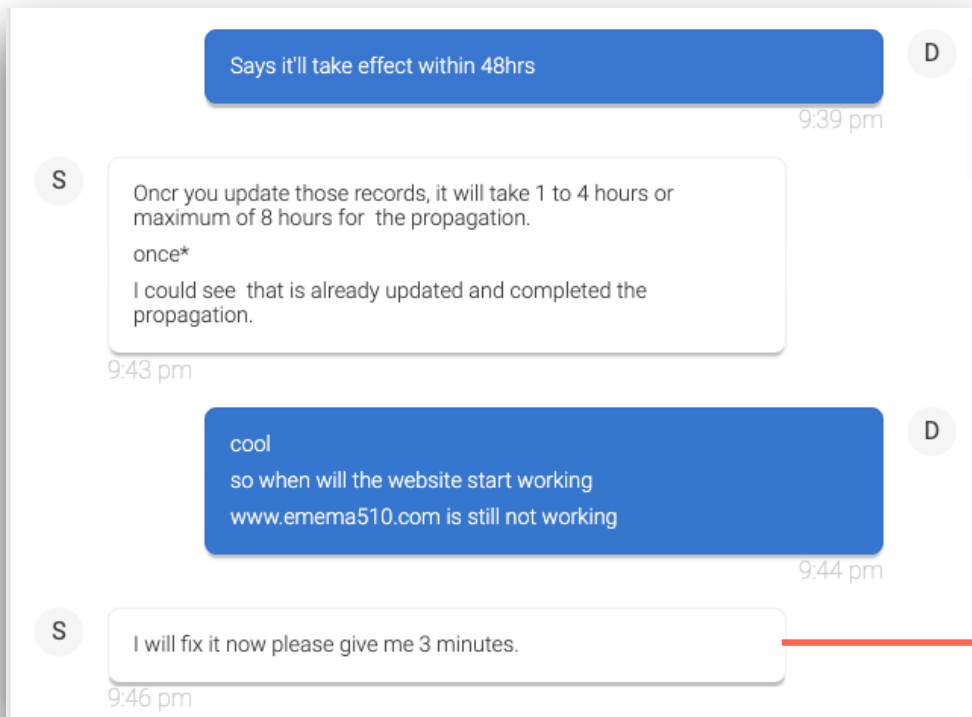 Says it'll take effect within 48hrs
D
9:39 pm
S
Oncr you update those records, it will take 1 to 4 hours or
maximum of 8 hours for  the propagation.
once*
I could see  that is already updated and completed the
propagation.
9:43 pm
D
cool
so when will the website start working
www.emema510.com is still not working
9:44 pm
S
I will fix it now please give me 3 minutes.
9:46 pm